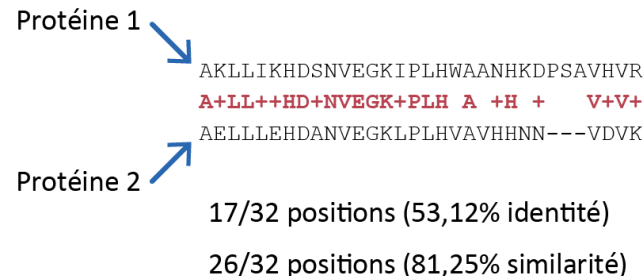 Protéine 1
AKLLIKHDSNVEGKIPLHWAANHKDPSAVHVR
A+LL++HD+NVEGK+PLH A +H +   V+V+
AELLLEHDANVEGKLPLHVAVHHNN---VDVK
Protéine 2
17/32 positions (53,12% identité)
26/32 positions (81,25% similarité)